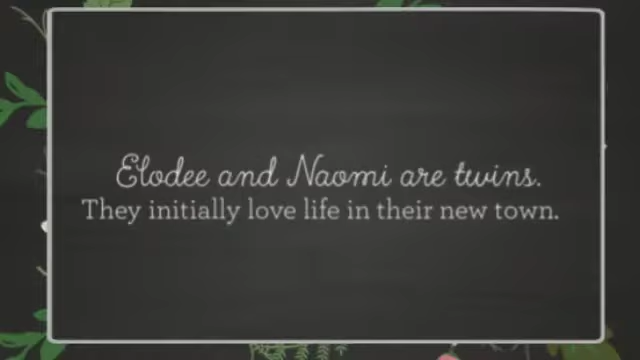 Elodee and Naomi are twins.
They initially love life in their new town.